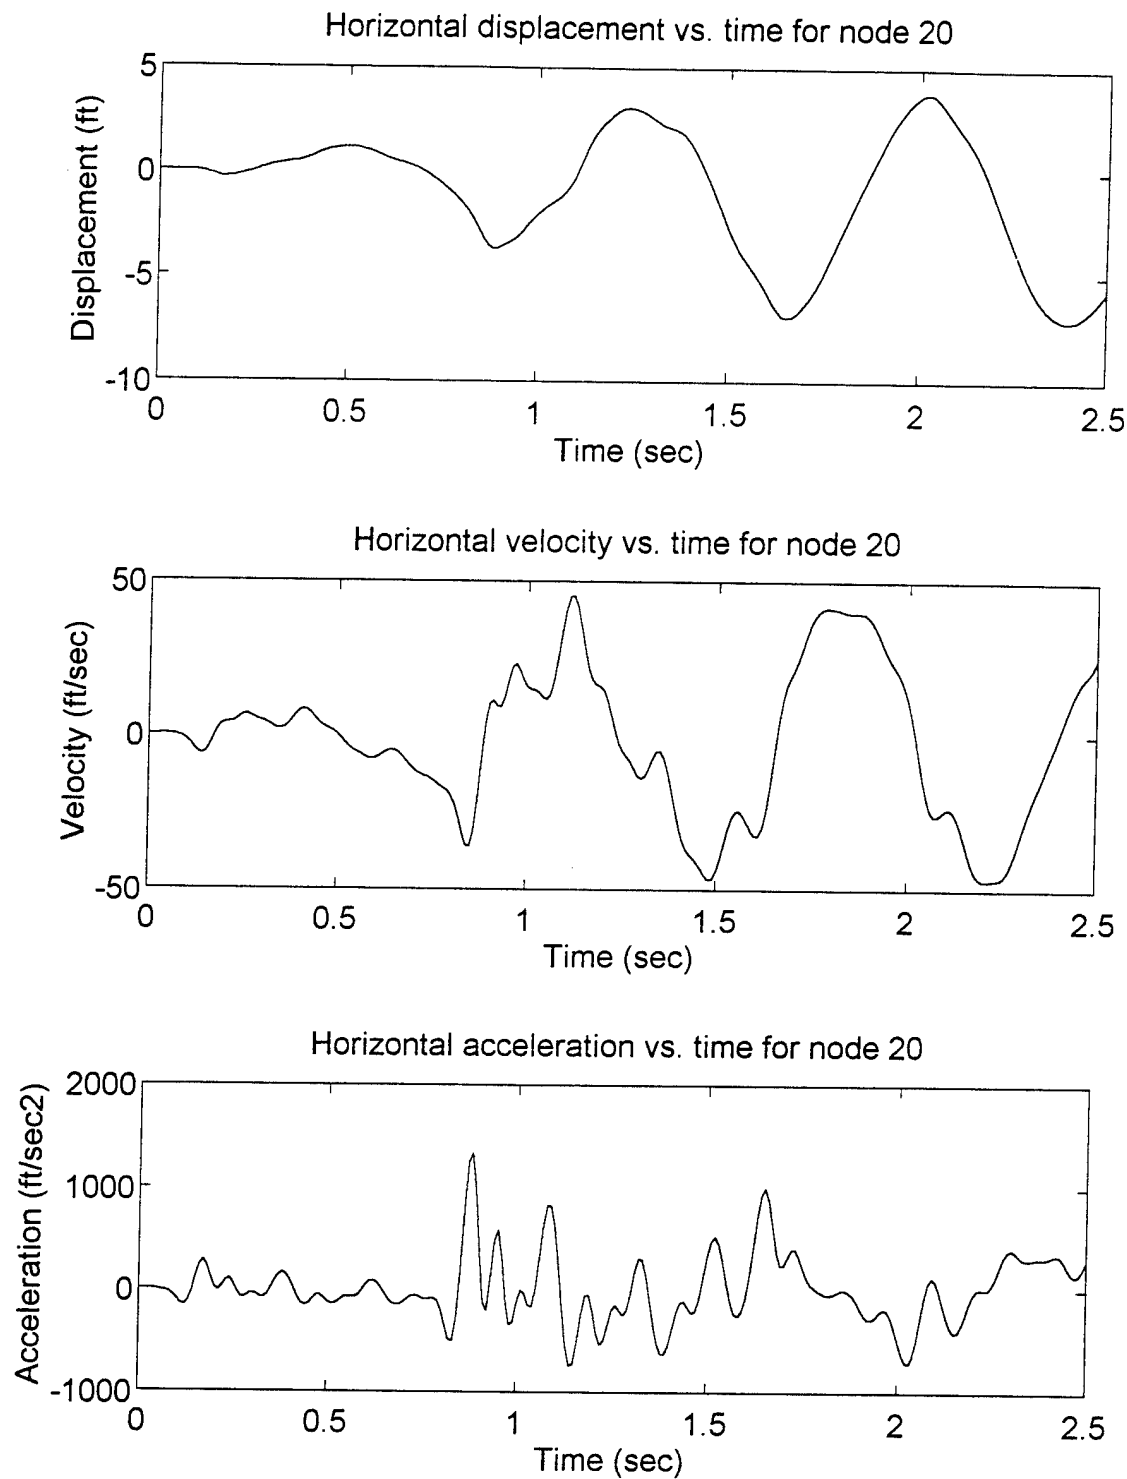 Horizontal displacement vs. time for node 20
5
0
-5
-10
Displacement (ft)
0 0.5 1 1.5 2 2.5
Time (sec)
Horizontal velocity vs. time for node 20
50
0
-50
Velocity (ft/sec)
0 0.5 1 1.5 2 2.5
Time (sec)
Horizontal acceleration vs. time for node 20
2000
1000
0
-1000
Acceleration (ft/sec2)
0 0.5 1 1.5 2 2.5
Time (sec)